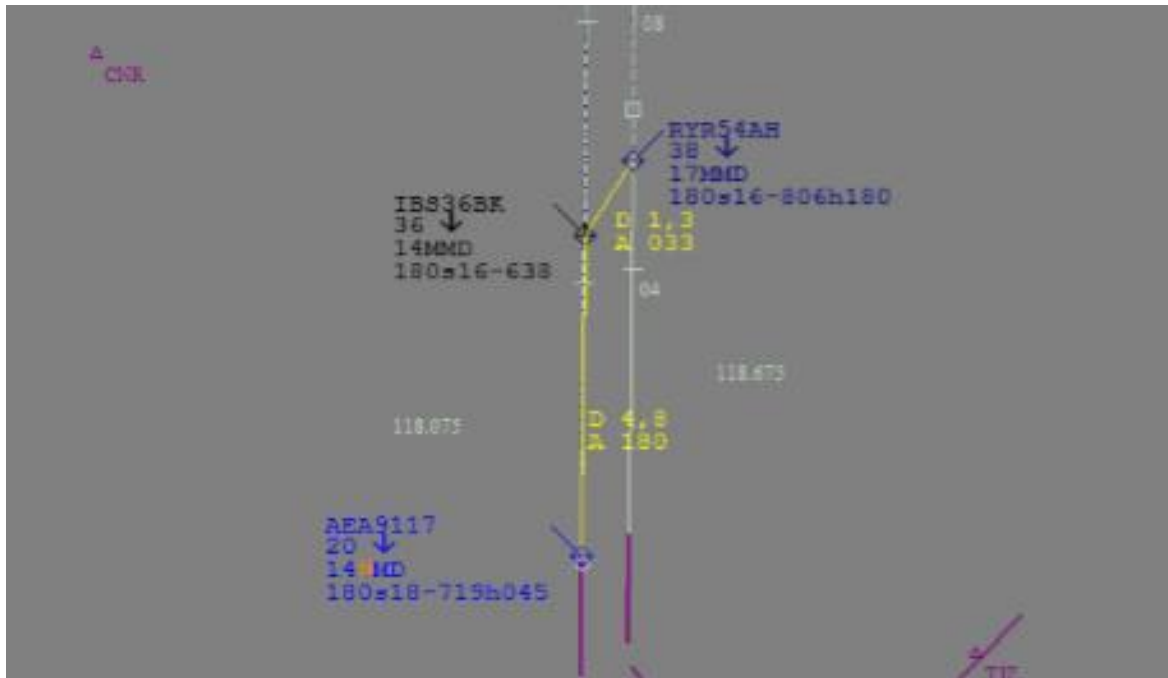 08
CNR
RYR54AH
38 ↓
17MMD
180s16-806h180
IBS36BK
36 ↓
14MMD
180s16-638
D 1,3
A 033
04
118.675
118.075
D 4,8
A 180
AEA9117
20 ↓
180s18-719h045